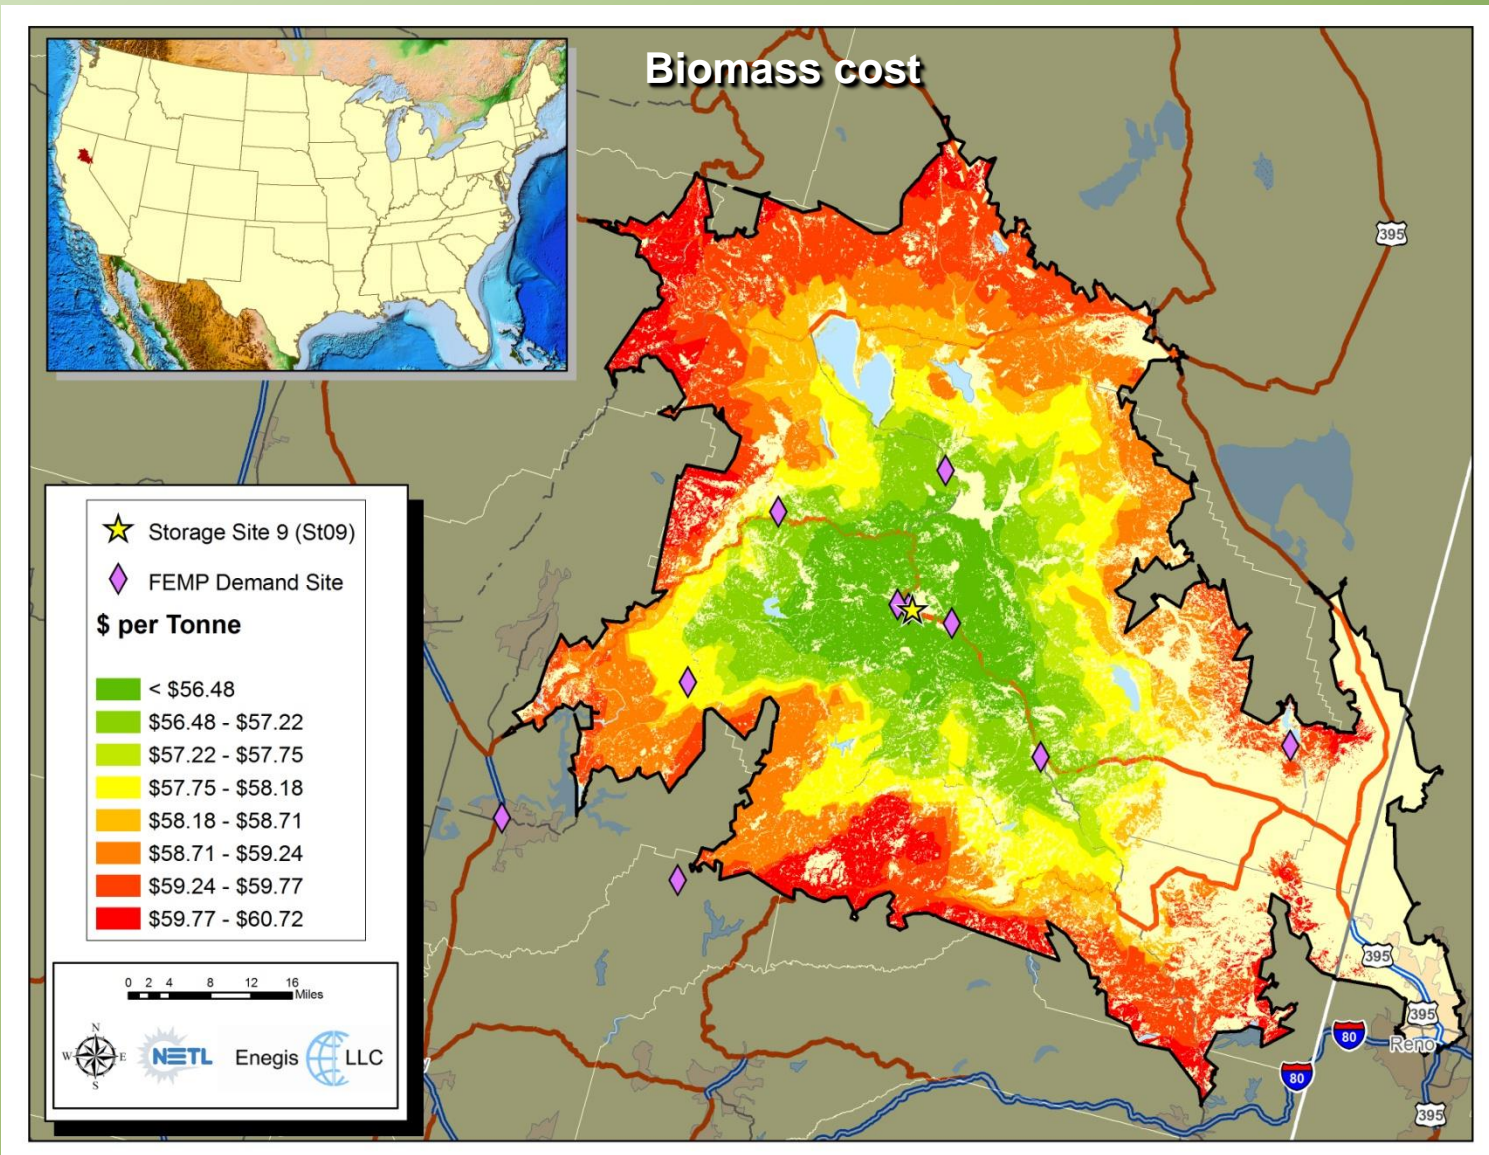 Biomass cost
395
Storage Site 9 (St09)
FEMP Demand Site
$ per Tonne
< $56.48
$56.48 - $57.22
$57.22 - $57.75
$57.75 - $58.18
$58.18 - $58.71
$58.71 - $59.24
$59.24 - $59.77
$59.77 - $60.72
0 2 4 8 12 16
Miles
N
W E
S
NETL
Enegis LLC
395
395
80
Reno
80
395